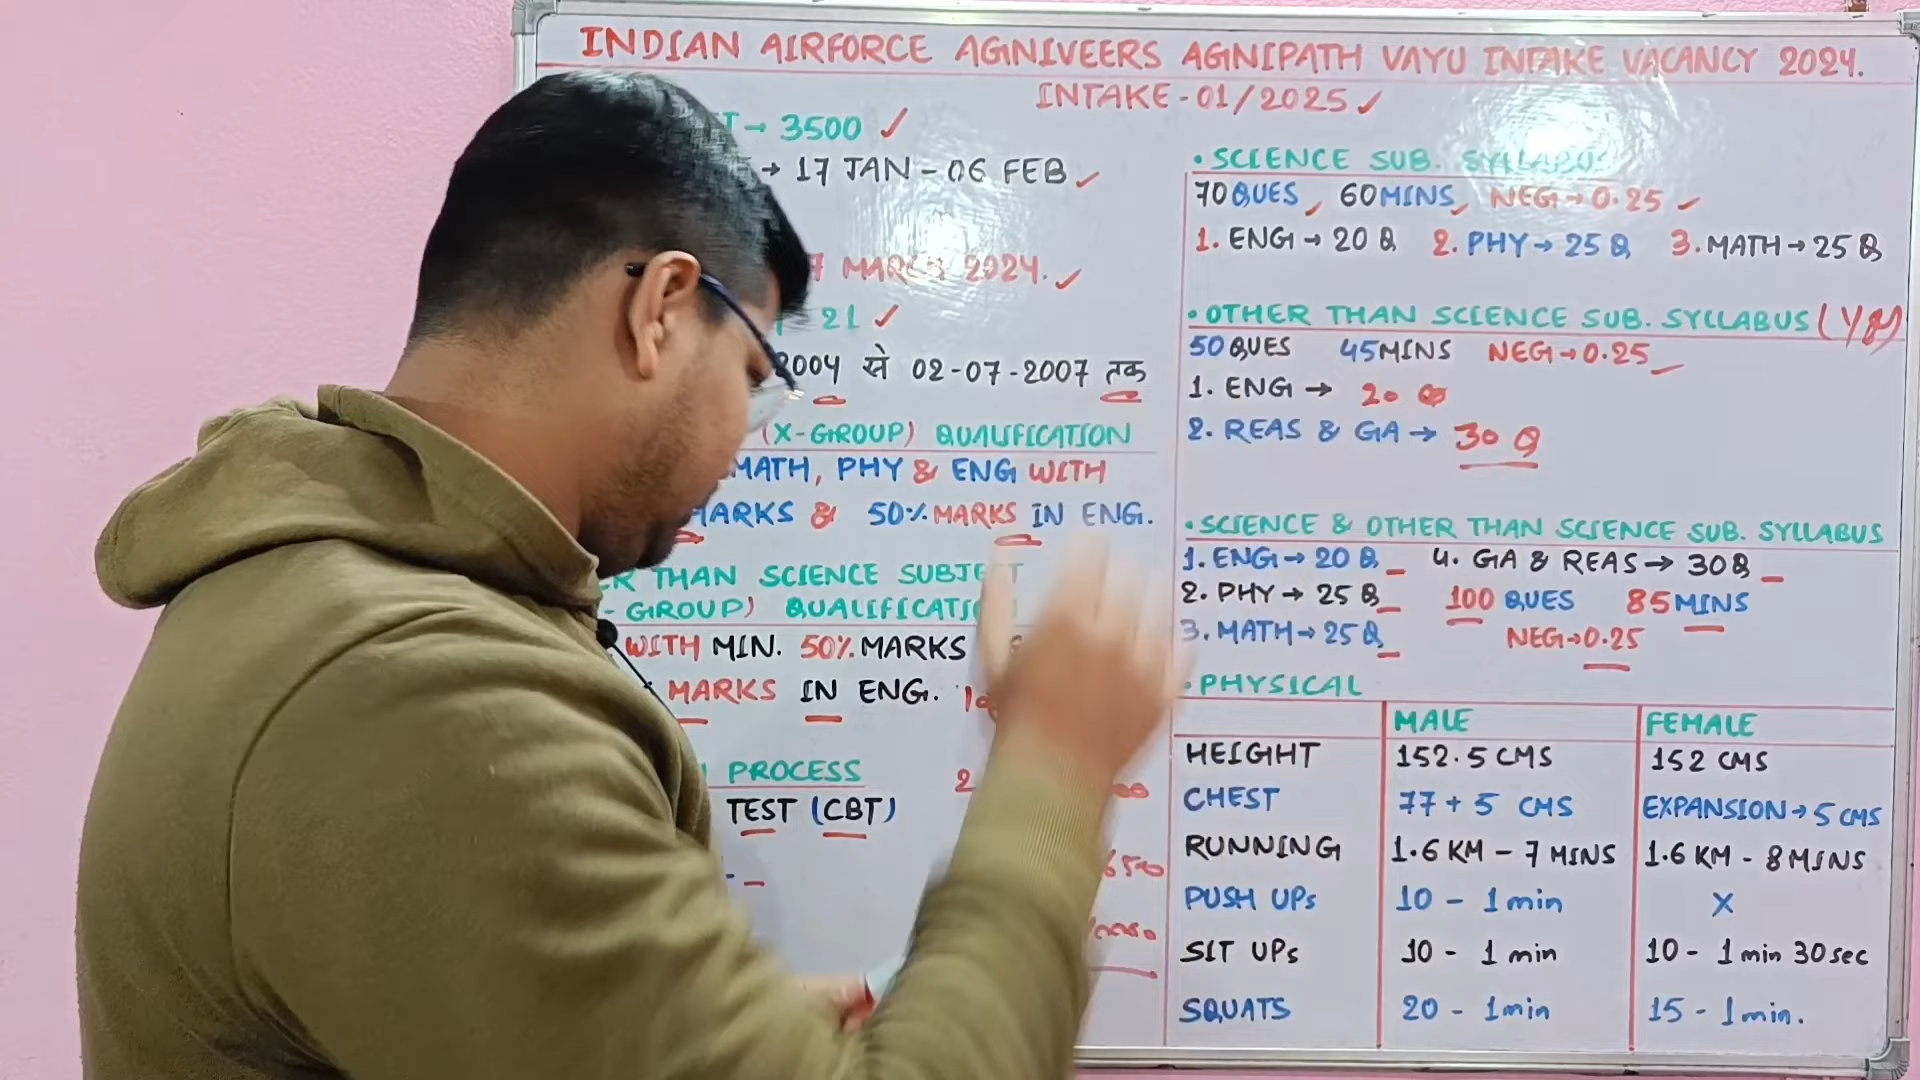 INDIAN AIRFORCE AGNIVEERS AGNIPATH VAYU INTAKE VACANCY 2024.
INTAKE - 01/2025 ✓
→ 3500 ✓
→ 17 JAN - 06 FEB ✓
MARCH 2024. ✓
21 ✓
2004 से 02-07-2007 तक
(X-GROUP) QUALIFICATION
MATH, PHY & ENG WITH
MARKS & 50% MARKS IN ENG.
THAN SCIENCE SUBJECT
GROUP) QUALIFICATI
WITH MIN. 50% MARKS
MARKS IN ENG.
PROCESS
TEST (CBT)
• SCIENCE SUB. SYLLABUS
70 QUES, 60 MINS, NEG → 0.25 ✓
1. ENG → 20 Q 2. PHY → 25 Q 3. MATH → 25 Q
• OTHER THAN SCIENCE SUB. SYLLABUS
50 QUES 45 MINS NEG → 0.25
1. ENG → 20 Q
2. REAS & GA → 30 Q
• SCIENCE & OTHER THAN SCIENCE SUB. SYLLABUS
1. ENG → 20 Q 4. GA & REAS → 30 Q
2. PHY → 25 Q 100 QUES 85 MINS
3. MATH → 25 Q NEG → 0.25
• PHYSICAL
MALE FEMALE
HEIGHT 152.5 CMS 152 CMS
CHEST 77 + 5 CMS EXPANSION → 5 CMS
RUNNING 1.6 KM - 7 MINS 1.6 KM - 8 MINS
PUSH UPs 10 - 1 min X
SIT UPs 10 - 1 min 10 - 1 min 30 sec
SQUATS 20 - 1 min 15 - 1 min.